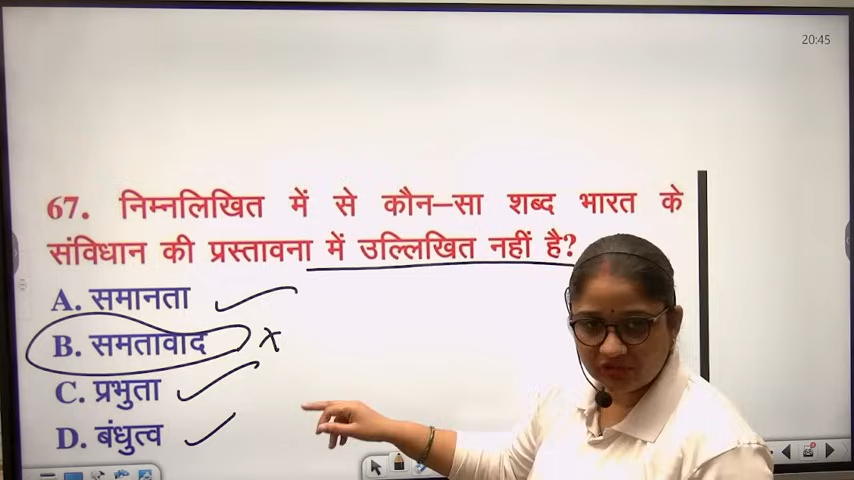 20:45
67. निम्नलिखित में से कौन–सा शब्द भारत के
संविधान की प्रस्तावना में उल्लिखित नहीं है?
A. समानता
B. समतावाद
C. प्रभुता
D. बंधुत्व